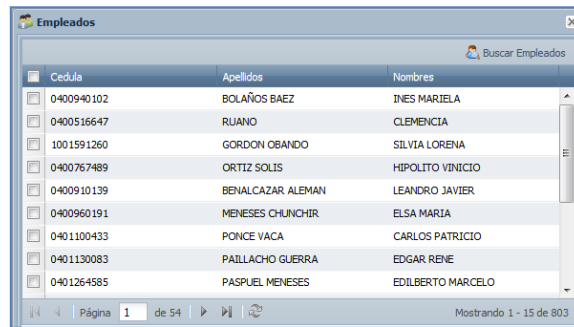 Empleados
Buscar Empleados
Cedula Apellidos Nombres
0400940102 BOLAÑOS BAEZ INES MARIELA
0400516647 RUANO CLEMENCIA
1001591260 GORDON OBANDO SILVIA LORENA
0400767489 ORTIZ SOLIS HIPOLITO VINICIO
0400910139 BENALCAZAR ALEMAN LEANDRO JAVIER
0400960191 MENESES CHUNCHIR ELSA MARIA
0401100433 PONCE VACA CARLOS PATRICIO
0401130083 PAILLACHO GUERRA EDGAR RENE
0401264585 PASPUEL MENESES EDILBERTO MARCELO
Página 1 de 54 Mostrando 1 - 15 de 803